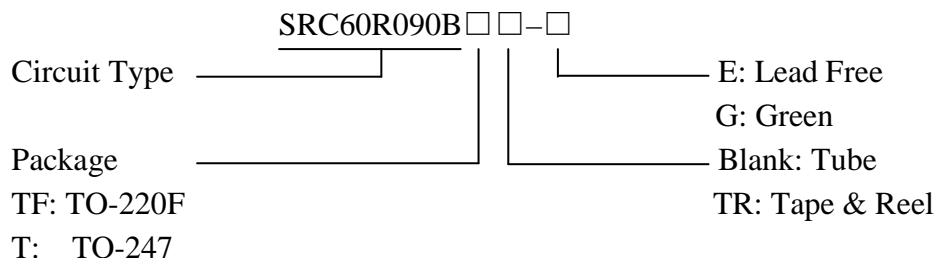 SRC60R090B□ □–□
Circuit Type E: Lead Free
G: Green
Package Blank: Tube
TF: TO-220F TR: Tape & Reel
T: TO-247